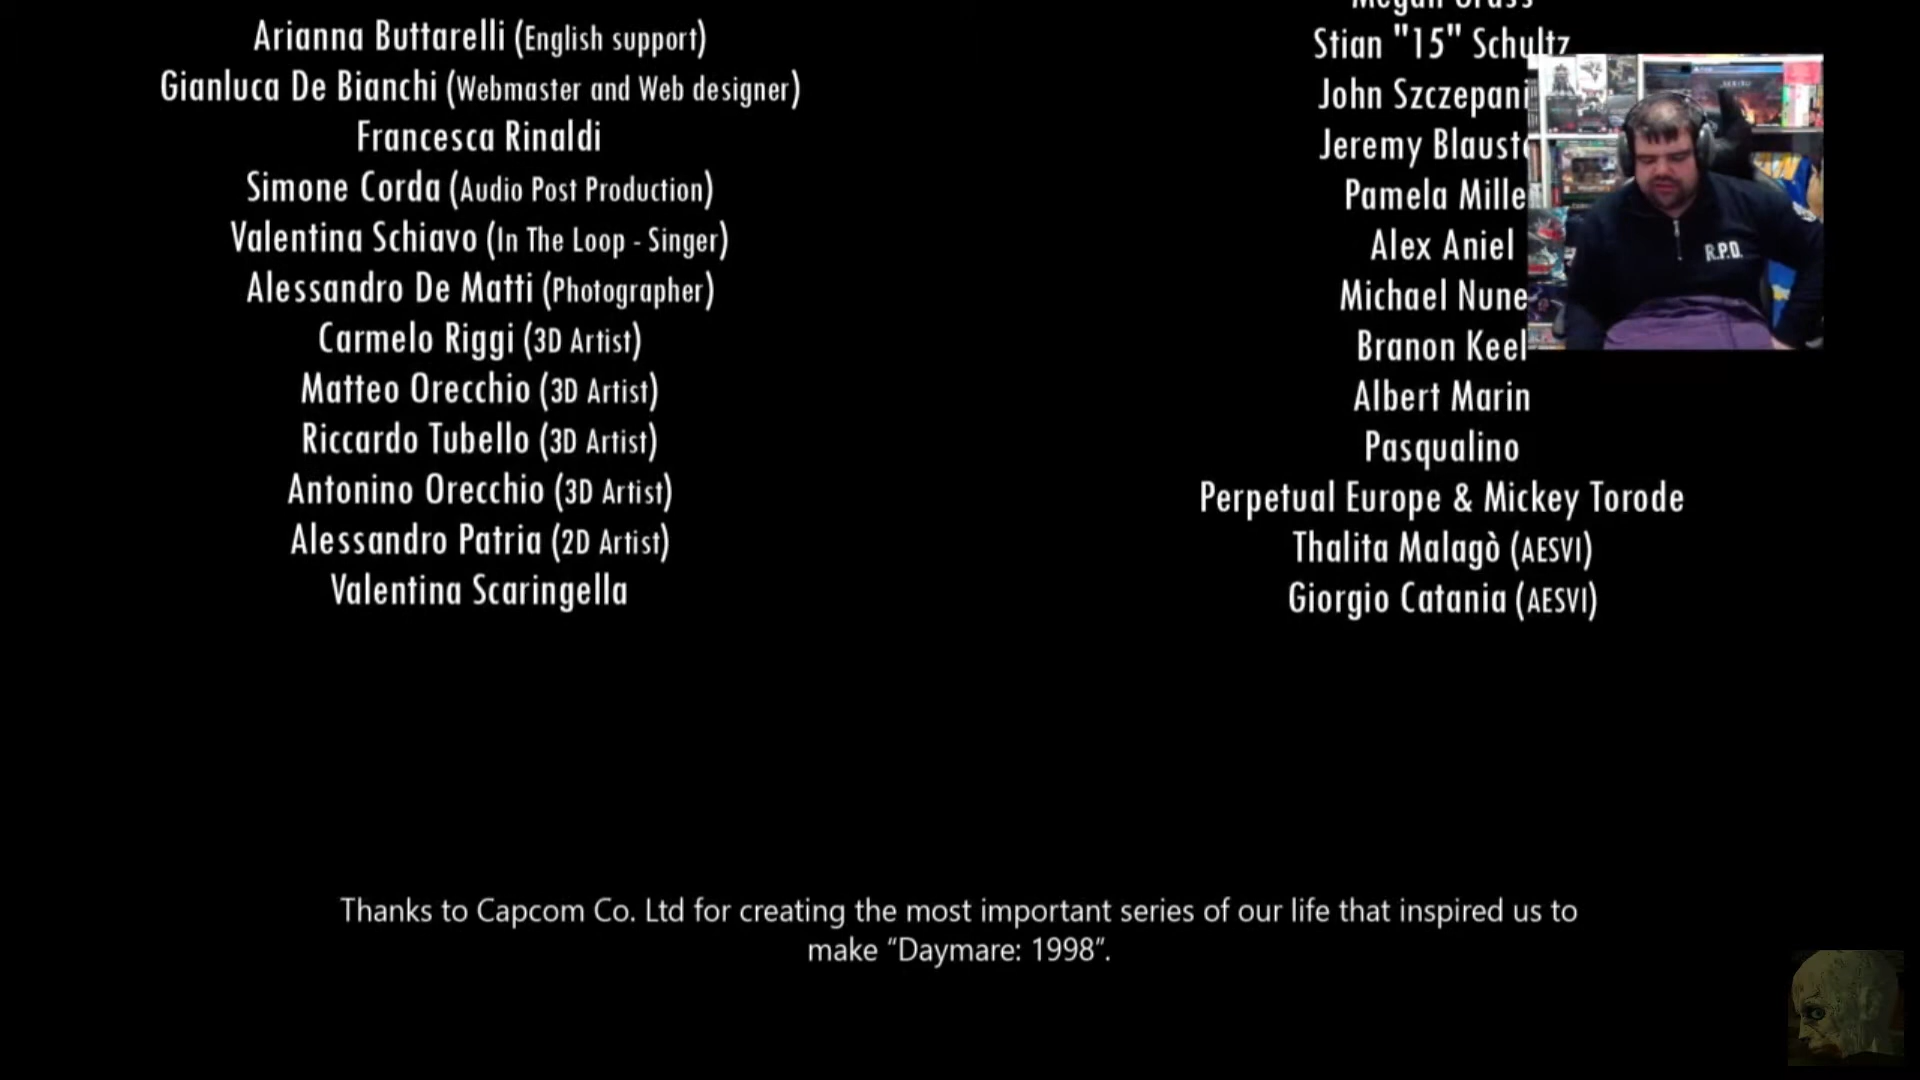 Arianna Buttarelli (English support)
Gianluca De Bianchi (Webmaster and Web designer)
Francesca Rinaldi
Simone Corda (Audio Post Production)
Valentina Schiavo (In The Loop - Singer)
Alessandro De Matti (Photographer)
Carmelo Riggi (3D Artist)
Matteo Orecchio (3D Artist)
Riccardo Tubello (3D Artist)
Antonino Orecchio (3D Artist)
Alessandro Patria (2D Artist)
Valentina Scaringella
Stian "15" Schultz
John
Jeremy
Pamela
Alex Aniel
Michael
Branon
Albert Marin
Pasqualino
Perpetual Europe & Mickey Torode
Thalita Malagò (AESVI)
Giorgio Catania (AESVI)
R.P.D.
Thanks to Capcom Co. Ltd for creating the most important series of our life that inspired us to
make “Daymare: 1998”.